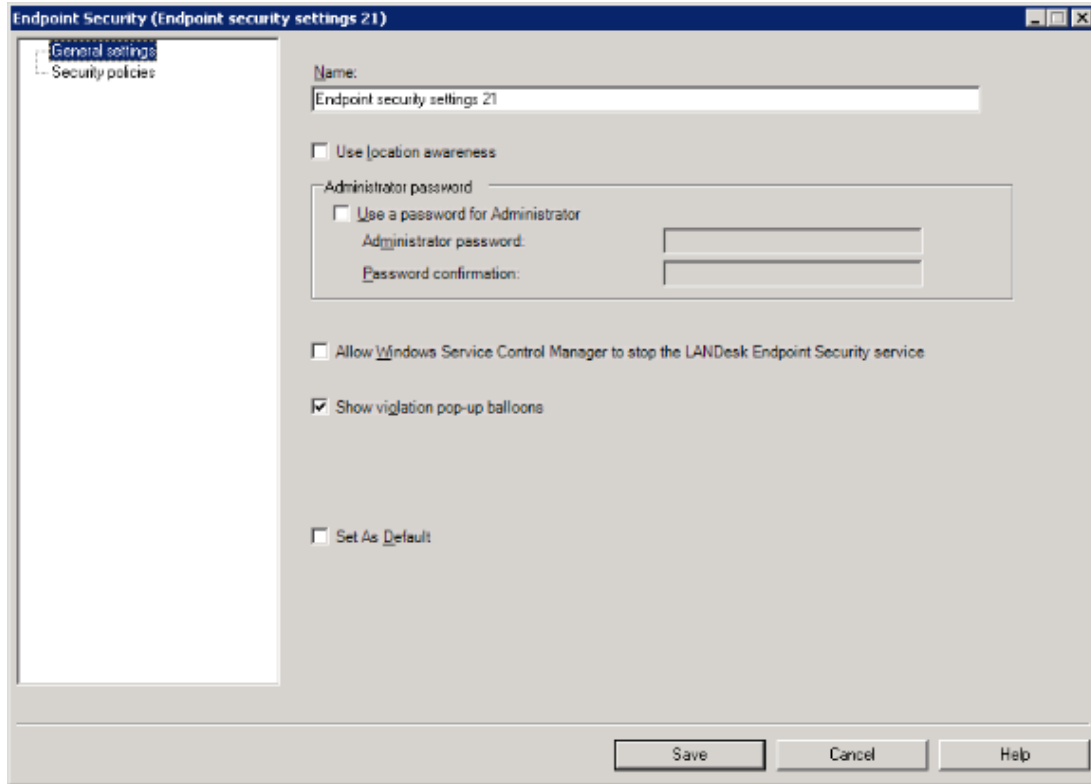 Endpoint Security (Endpoint security settings 21)
General settings
Security policies
Name:
Endpoint security settings 21
Use location awareness
Administrator password
Use a password for Administrator
Administrator password:
Password confirmation:
Allow Windows Service Control Manager to stop the LANDesk Endpoint Security service
Show violation pop-up balloons
Set As Default
Save Cancel Help